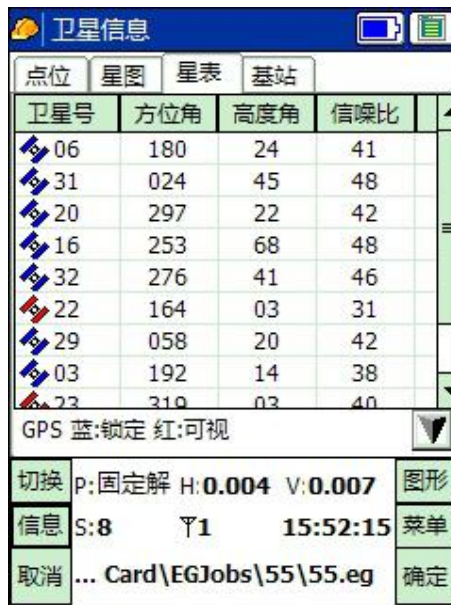 卫星信息
点位 星图 星表 基站
卫星号 方位角 高度角 信噪比
06 180 24 41
31 024 45 48
20 297 22 42
16 253 68 48
32 276 41 46
22 164 03 31
29 058 20 42
03 192 14 38
23 319 03 40
GPS 蓝:锁定 红:可视
切换 P:固定解 H:0.004 V:0.007 图形
信息 S:8 1 15:52:15 菜单
取消 ... Card\EGJobs\55\55.eg 确定